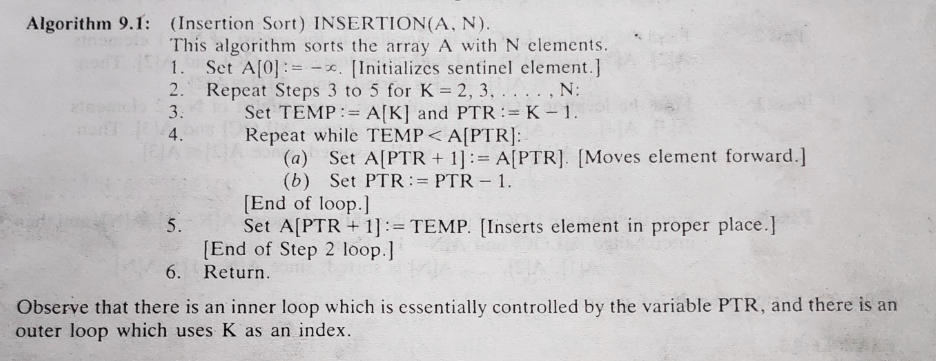 Algorithm 9.1: (Insertion Sort) INSERTION(A, N).
This algorithm sorts the array A with N elements.
1. Set A[0] := −∞. [Initializes sentinel element.]
2. Repeat Steps 3 to 5 for K = 2, 3, . . . . . , N:
3. Set TEMP := A[K] and PTR := K − 1.
4. Repeat while TEMP < A[PTR]:
(a) Set A[PTR + 1] := A[PTR]. [Moves element forward.]
(b) Set PTR := PTR − 1.
[End of loop.]
5. Set A[PTR + 1] := TEMP. [Inserts element in proper place.]
[End of Step 2 loop.]
6. Return.
Observe that there is an inner loop which is essentially controlled by the variable PTR, and there is an
outer loop which uses K as an index.